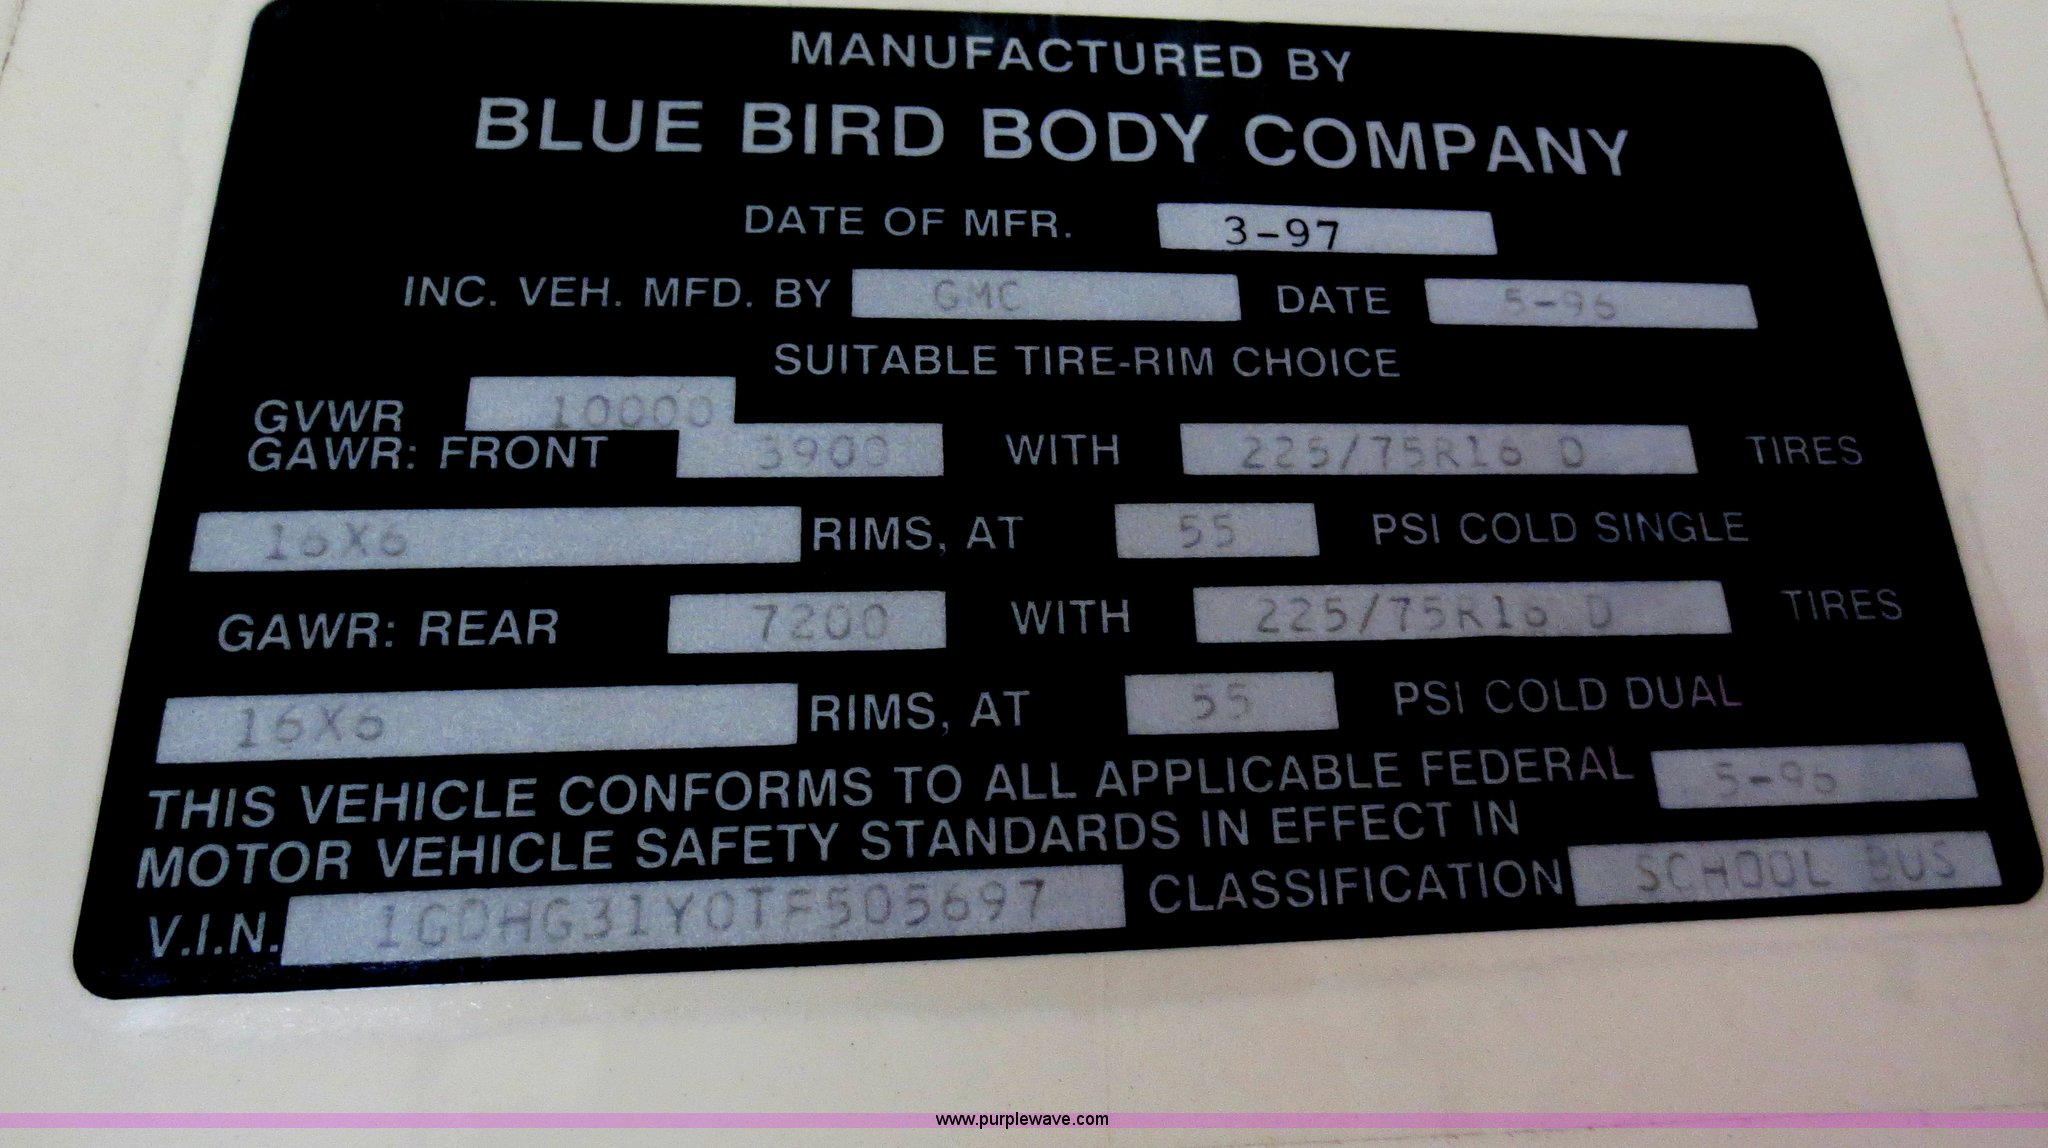 MANUFACTURED BY
BLUE BIRD BODY COMPANY
DATE OF MFR. 3-97
INC. VEH. MFD. BY GMC DATE 5-96
SUITABLE TIRE-RIM CHOICE
GVWR 10000
GAWR: FRONT 3900 WITH 225/75R16 D TIRES
16X6 RIMS, AT 55 PSI COLD SINGLE
GAWR: REAR 7200 WITH 225/75R16 D TIRES
16X6 RIMS, AT 55 PSI COLD DUAL
THIS VEHICLE CONFORMS TO ALL APPLICABLE FEDERAL 5-96
MOTOR VEHICLE SAFETY STANDARDS IN EFFECT IN
V.I.N. 1GDHG31Y0TF505697 CLASSIFICATION SCHOOL BUS
www.purplewave.com